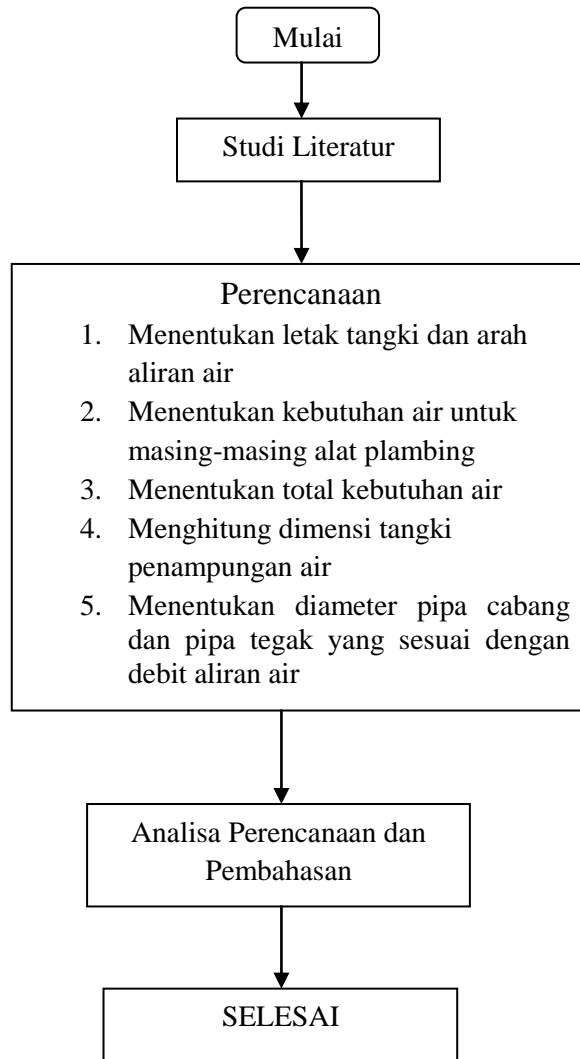 Mulai
Studi Literatur
Perencanaan
1. Menentukan letak tangki dan arah
aliran air
2. Menentukan kebutuhan air untuk
masing-masing alat plambing
3. Menentukan total kebutuhan air
4. Menghitung dimensi tangki
penampungan air
5. Menentukan diameter pipa cabang
dan pipa tegak yang sesuai dengan
debit aliran air
Analisa Perencanaan dan
Pembahasan
SELESAI